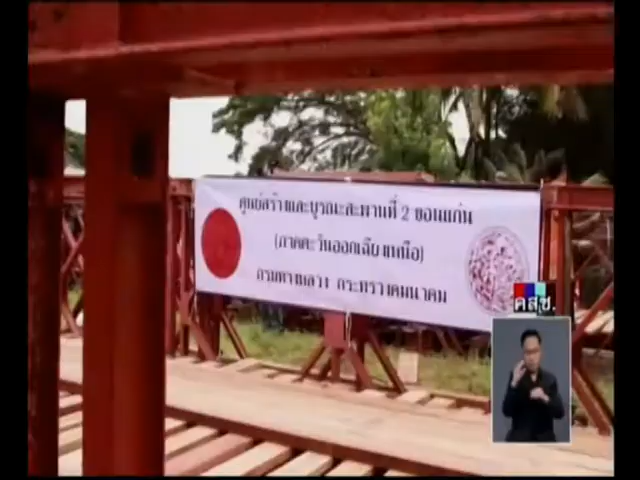 ศูนย์สร้างและบูรณะสะพานที่ 2 ขอนแก่น
(ภาคตะวันออกเฉียงเหนือ)
กรมทางหลวง กระทรวงคมนาคม
คสช.